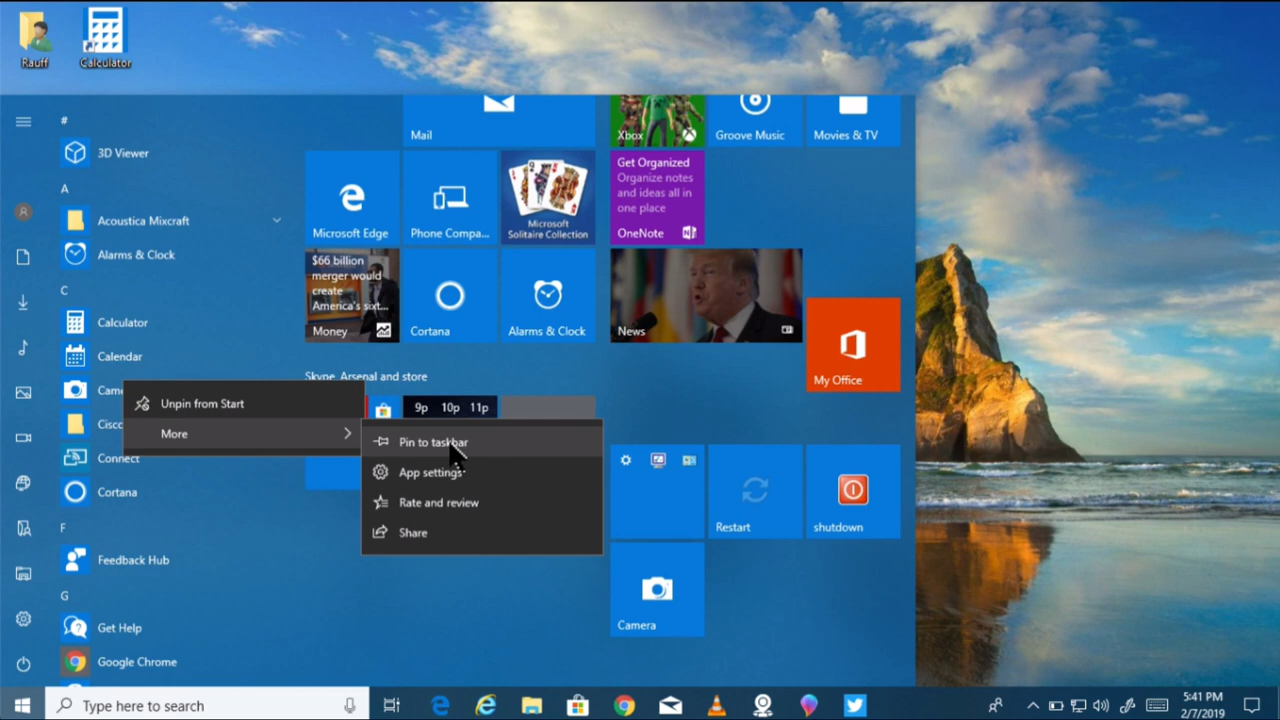 Rauff
Calculator
#
3D Viewer
A
Acoustica Mixcraft
Alarms & Clock
C
Calculator
Calendar
Cisco
Connect
Cortana
F
Feedback Hub
G
Get Help
Google Chrome
Unpin from Start
More
Pin to taskbar
App settings
Rate and review
Share
Mail
Xbox
Groove Music
Movies & TV
Microsoft Edge
Phone Compa...
Microsoft
Solitaire Collection
Get Organized
Organize notes
and ideas all in
one place
OneNote
$66 billion
merger would
create
America's sixt...
Money
Cortana
Alarms & Clock
News
My Office
Skype, Arsenal and store
9p 10p 11p
Restart
shutdown
Camera
Type here to search
5:41 PM
2/7/2019